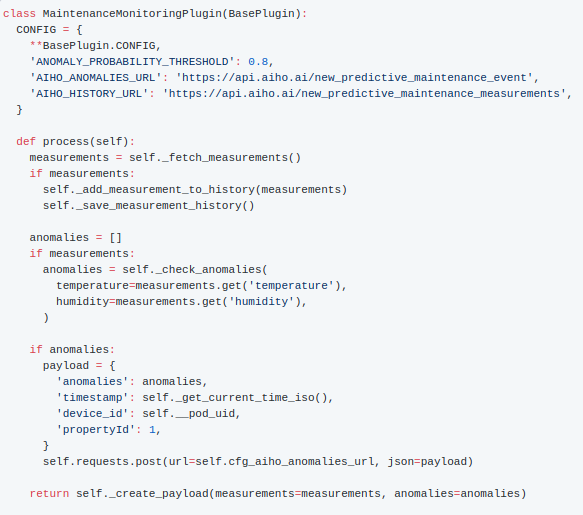 class MaintenanceMonitoringPlugin(BasePlugin):
  CONFIG = {
    **BasePlugin.CONFIG,
    'ANOMALY_PROBABILITY_THRESHOLD': 0.8,
    'AIHO_ANOMALIES_URL': 'https://api.aiho.ai/new_predictive_maintenance_event',
    'AIHO_HISTORY_URL': 'https://api.aiho.ai/new_predictive_maintenance_measurements',
  }

  def process(self):
    measurements = self._fetch_measurements()
    if measurements:
      self._add_measurement_to_history(measurements)
      self._save_measurement_history()

    anomalies = []
    if measurements:
      anomalies = self._check_anomalies(
        temperature=measurements.get('temperature'),
        humidity=measurements.get('humidity'),
      )

    if anomalies:
      payload = {
        'anomalies': anomalies,
        'timestamp': self._get_current_time_iso(),
        'device_id': self.__pod_uid,
        'propertyId': 1,
      }
      self.requests.post(url=self.cfg_aiho_anomalies_url, json=payload)

    return self._create_payload(measurements=measurements, anomalies=anomalies)